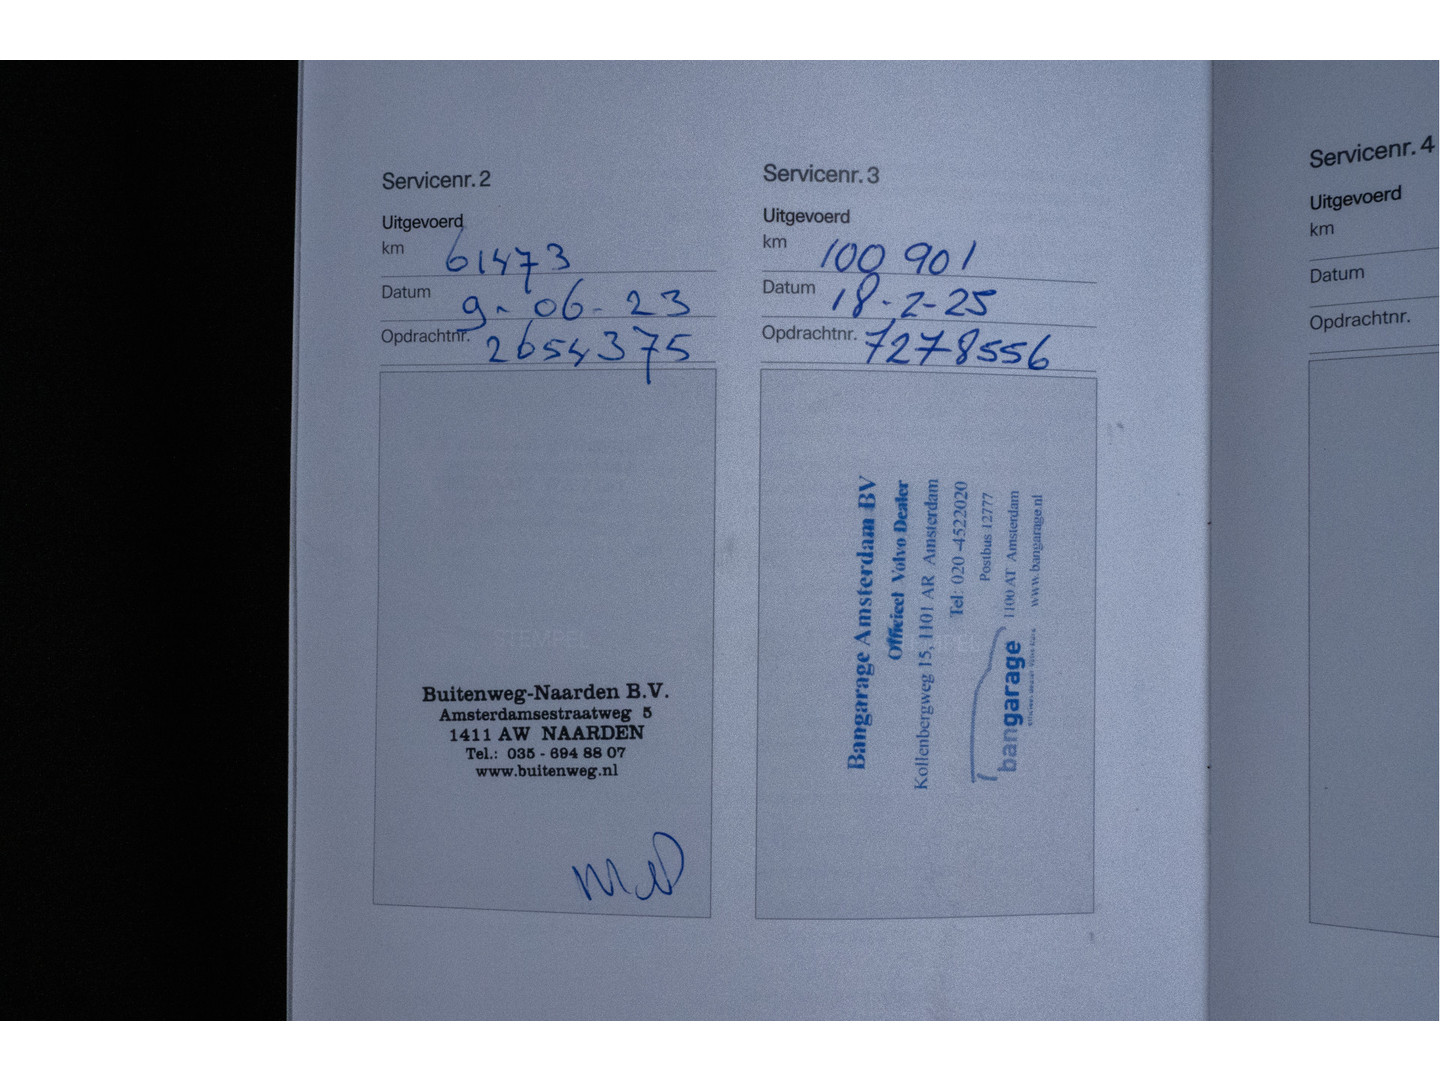 Servicenr. 2
Uitgevoerd
km 61473
Datum 9-06-23
Opdrachtnr. 2654375
STEMPEL
Buitenweg-Naarden B.V.
Amsterdamsestraatweg 5
1411 AW NAARDEN
Tel.: 035 - 694 88 07
www.buitenweg.nl
Servicenr. 3
Uitgevoerd
km 100 901
Datum 18-2-25
Opdrachtnr. 7278556
Bangarage Amsterdam BV
Officieel Volvo Dealer
Kollenbergweg 15, 1101 AR Amsterdam
Tel: 020 -4522020
Postbus 12777
1100 AT Amsterdam
www.bangarage.nl
bangarage
Servicenr. 4
Uitgevoerd
km
Datum
Opdrachtnr.